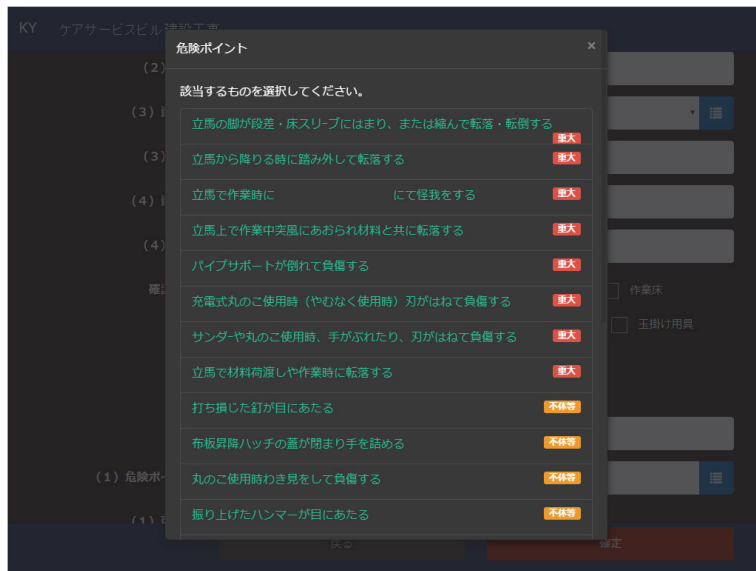 KY ケアサービスビル建設工事
危険ポイント ×
該当するものを選択してください。
立馬の脚が段差・床スリーブにはまり、または縮んで転落・転倒する 重大
立馬から降りる時に踏み外して転落する 重大
立馬で作業時に にて怪我をする 重大
立馬上で作業中突風にあおられ材料と共に転落する 重大
パイプサポートが倒れて負傷する 重大
充電式丸のこ使用時（やむなく使用時）刃がはねて負傷する 重大
サンダーや丸のこ使用時、手がぶれたり、刃がはねて負傷する 重大
立馬で材料荷渡しや作業時に転落する 重大
打ち損じた釘が目にあたる 不休等
布板昇降ハッチの蓋が閉まり手を詰める 不休等
丸のこ使用時わき見をして負傷する 不休等
振り上げたハンマーが目にあたる 不休等
(2)
(3)
(3)
(4)
(4)
確
作業床
玉掛け用具
(1) 危険ポ
(1)
戻る
確定